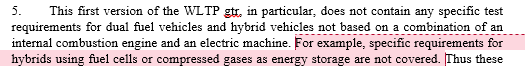 5. This first version of the WLTP gtr, in particular, does not contain any specific test
requirements for dual fuel vehicles and hybrid vehicles not based on a combination of an
internal combustion engine and an electric machine. For example, specific requirements for
hybrids using fuel cells or compressed gases as energy storage are not covered. Thus these